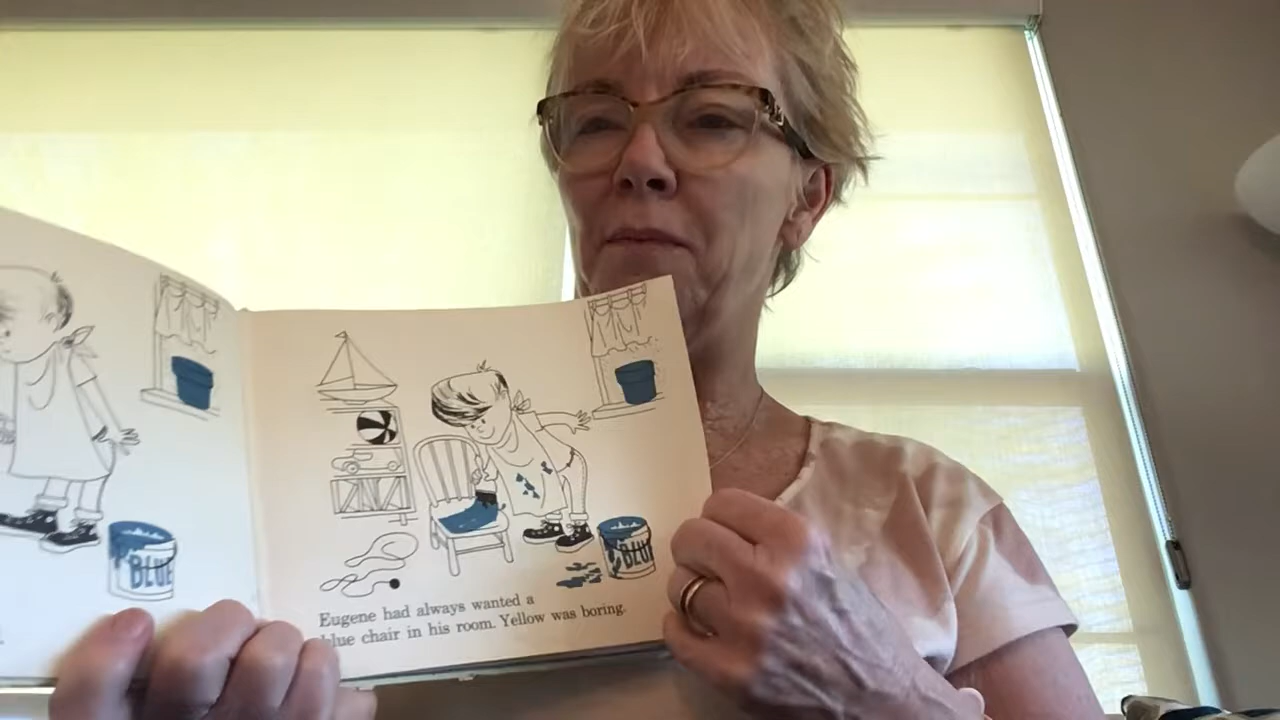 BLUE
BLUE
Eugene had always wanted a
blue chair in his room. Yellow was boring.